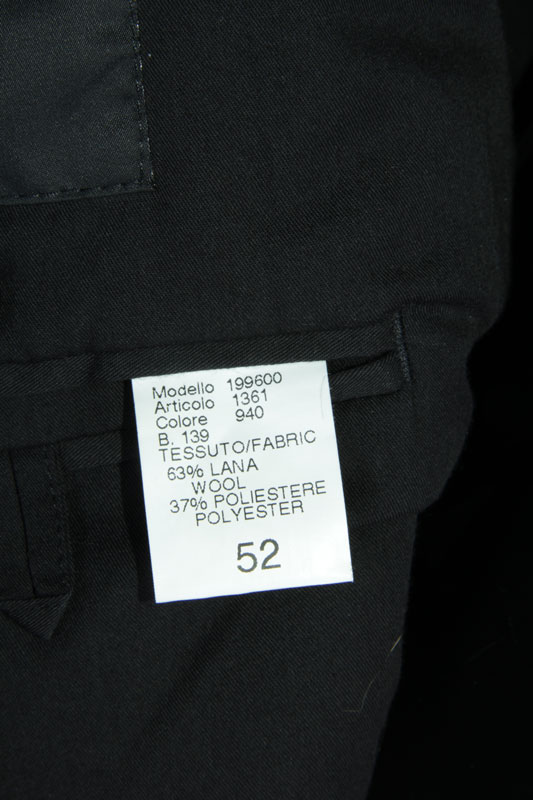 Modello 199600
Articolo 1361
Colore 940
B. 139
TESSUTO/FABRIC
63% LANA
WOOL
37% POLIESTERE
POLYESTER
52